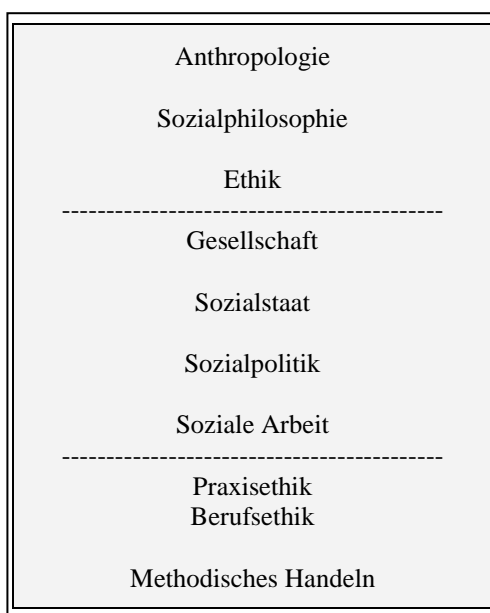 Anthropologie
Sozialphilosophie
Ethik
-------------------------------------------
Gesellschaft
Sozialstaat
Sozialpolitik
Soziale Arbeit
-------------------------------------------
Praxisethik
Berufsethik
Methodisches Handeln